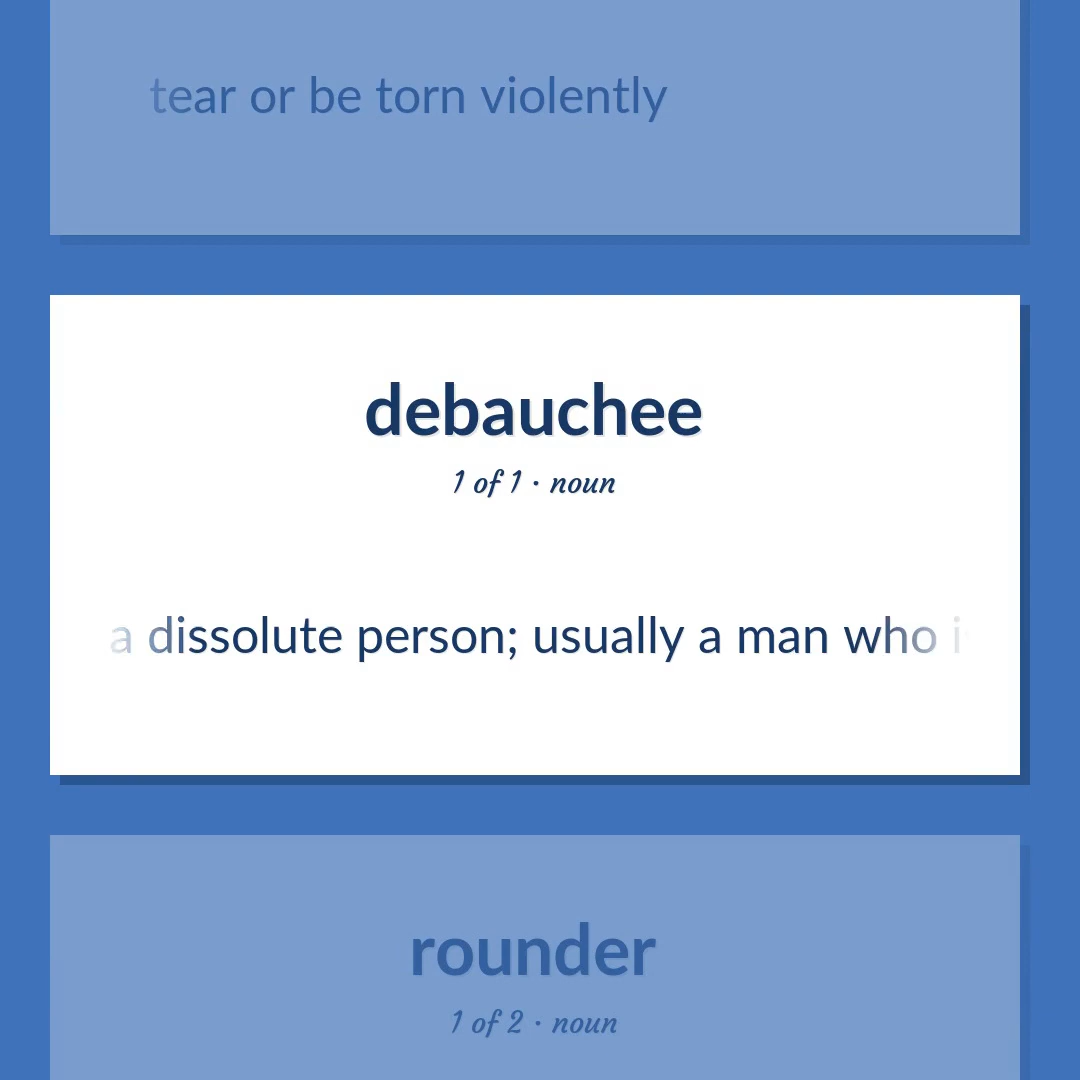 tear or be torn violently
debauchee
1 of 1 · noun
a dissolute person; usually a man who
rounder
1 of 2 · noun